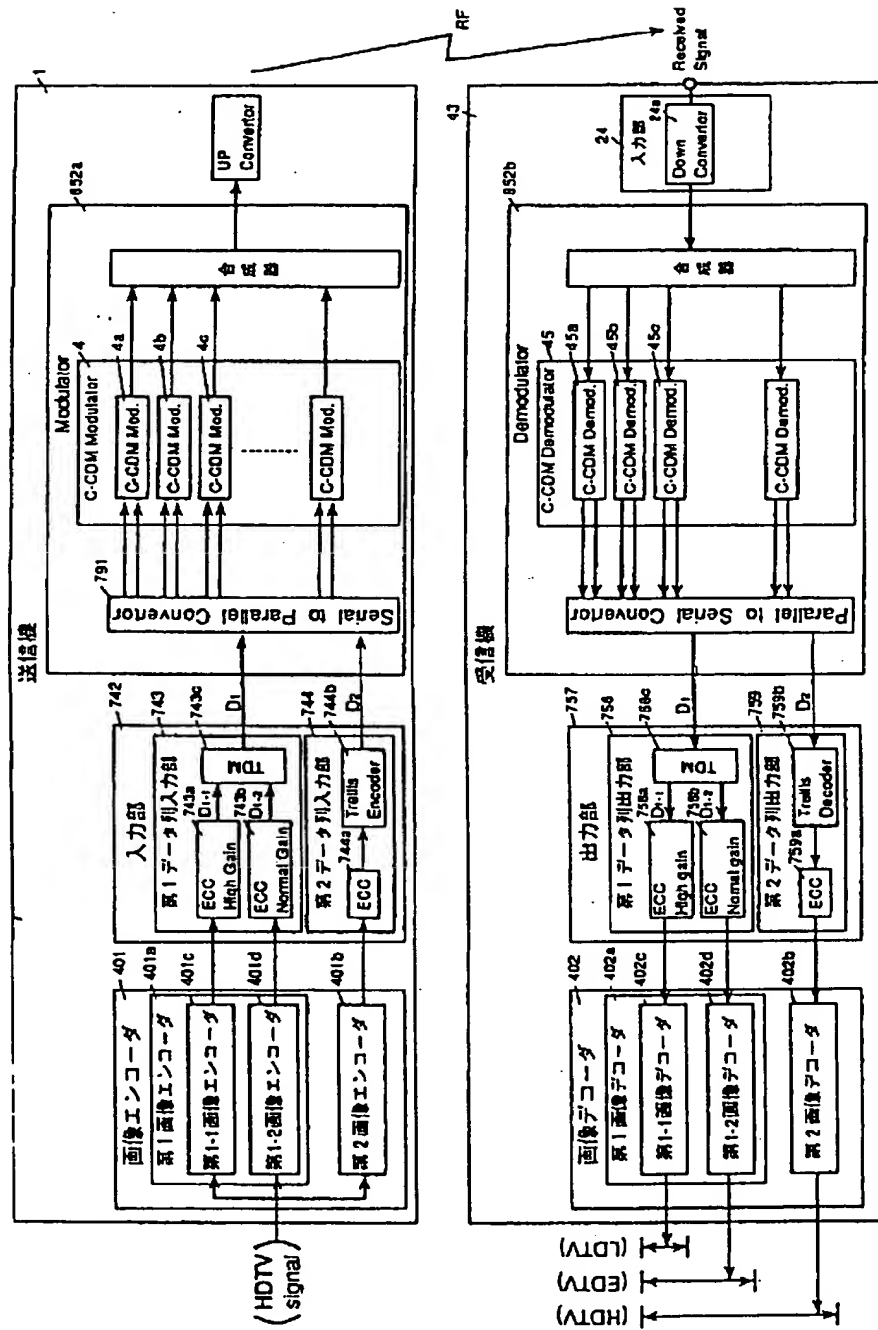 送信機
1
画像エンコーダ
401
第1画像エンコーダ
401a
第1-1画像エンコーダ
401c
第1-2画像エンコーダ
401d
第2画像エンコーダ
401b
(HDTV signal)
入力部
742
第1データ列入力部
743
ECC High Gain
743a
D1-1
ECC Normal Gain
743b
D1-2
TDM
743c
第2データ列入力部
744
ECC
744a
Trellis Encoder
744b
D1
D2
Serial to Parallel Convertor
791
Modulator
852a
C-CDM Modulator
4
C-CDM Mod.
4a
C-CDM Mod.
4b
C-CDM Mod.
4c
C-CDM Mod.
合成器
UP Convertor
RF
受信機
43
Received Signal
入力部
24
Down Convertor
24a
Demodulator
852b
合成器
C-CDM Demodulator
45
C-CDM Demod.
45a
C-CDM Demod.
45b
C-CDM Demod.
45c
C-CDM Demod.
Parallel to Serial Convertor
D1
D2
出力部
757
第1データ列出力部
758
TDM
758c
ECC High gain
758a
D1-1
ECC Normal gain
758b
D1-2
第2データ列出力部
759
Trellis Decoder
759b
ECC
759a
画像デコーダ
402
第1画像デコーダ
402a
第1-1画像デコーダ
402c
第1-2画像デコーダ
402d
第2画像デコーダ
402b
(LDTV)
(EDTV)
(HDTV)